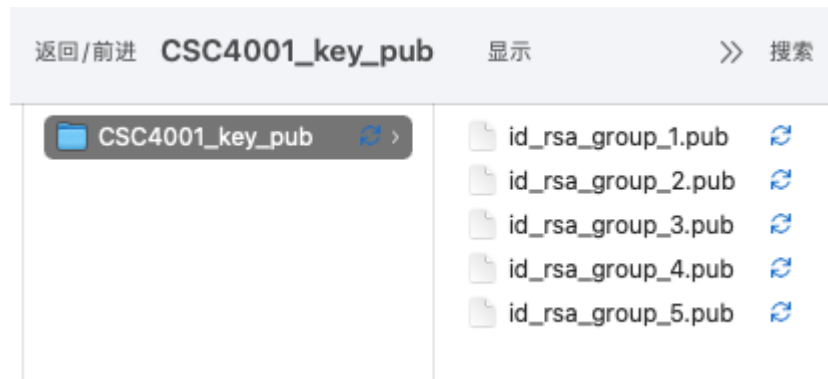 返回/前进 CSC4001_key_pub 显示 搜索
CSC4001_key_pub
id_rsa_group_1.pub
id_rsa_group_2.pub
id_rsa_group_3.pub
id_rsa_group_4.pub
id_rsa_group_5.pub